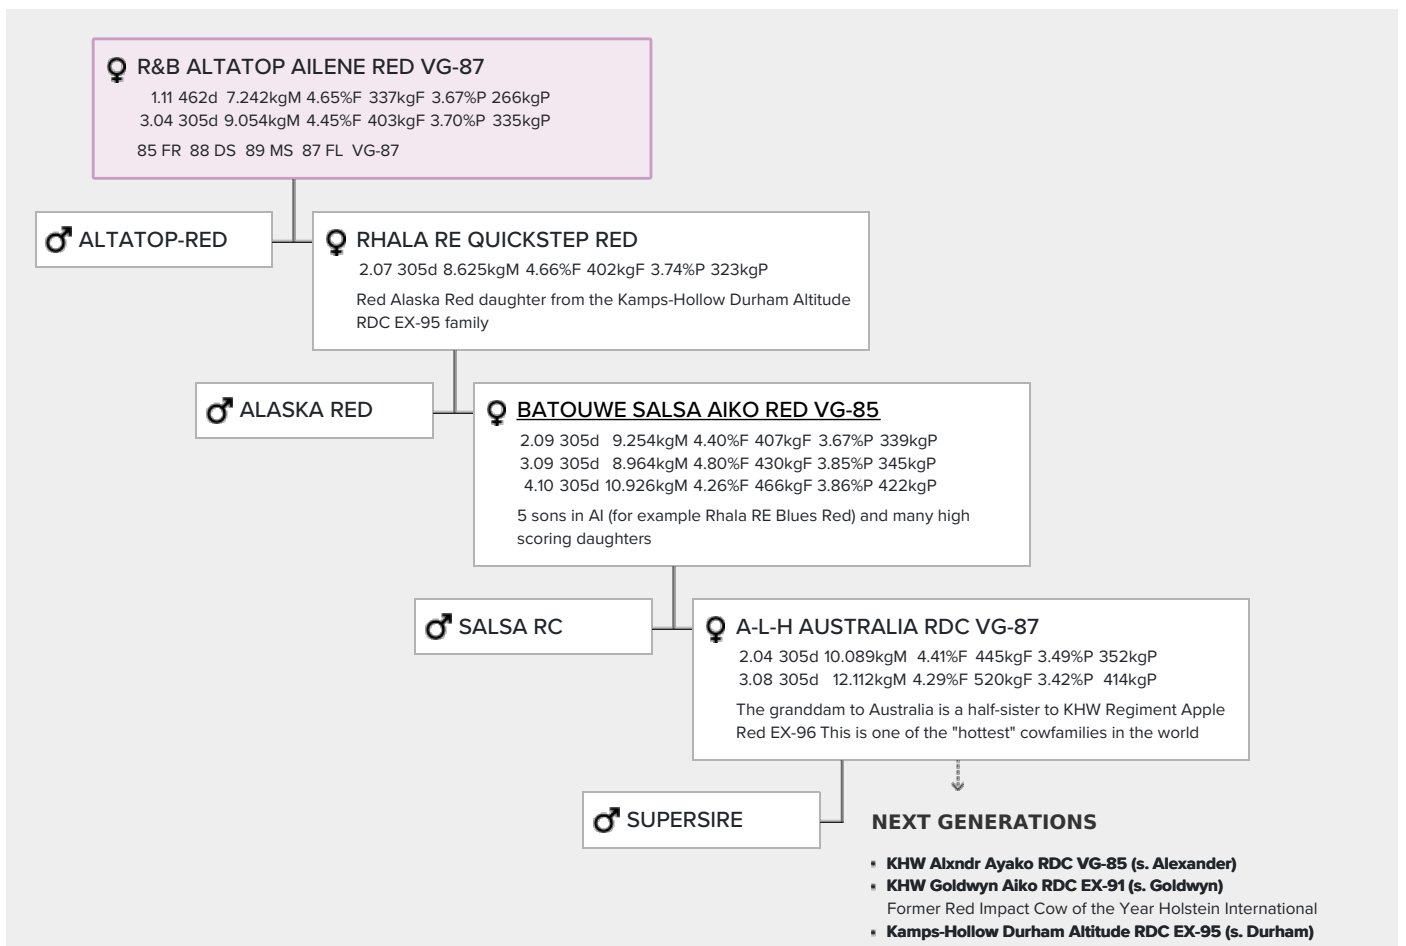 R&B ALTATOP AILENE RED VG-87
1.11 462d 7.242kgM 4.65%F 337kgF 3.67%P 266kgP
3.04 305d 9.054kgM 4.45%F 403kgF 3.70%P 335kgP
85 FR 88 DS 89 MS 87 FL VG-87
ALTATOP-RED
RHALA RE QUICKSTEP RED
2.07 305d 8.625kgM 4.66%F 402kgF 3.74%P 323kgP
Red Alaska Red daughter from the Kamps-Hollow Durham Altitude
RDC EX-95 family
ALASKA RED
BATOUWE SALSA AIKO RED VG-85
2.09 305d 9.254kgM 4.40%F 407kgF 3.67%P 339kgP
3.09 305d 8.964kgM 4.80%F 430kgF 3.85%P 345kgP
4.10 305d 10.926kgM 4.26%F 466kgF 3.86%P 422kgP
5 sons in AI (for example Rhala RE Blues Red) and many high
scoring daughters
SALSA RC
A-L-H AUSTRALIA RDC VG-87
2.04 305d 10.089kgM 4.41%F 445kgF 3.49%P 352kgP
3.08 305d 12.112kgM 4.29%F 520kgF 3.42%P 414kgP
The granddam to Australia is a half-sister to KHW Regiment Apple
Red EX-96 This is one of the "hottest" cowfamilies in the world
SUPERSIRE
NEXT GENERATIONS
KHW Alxndr Ayako RDC VG-85 (s. Alexander)
KHW Goldwyn Aiko RDC EX-91 (s. Goldwyn)
Former Red Impact Cow of the Year Holstein International
Kamps-Hollow Durham Altitude RDC EX-95 (s. Durham)